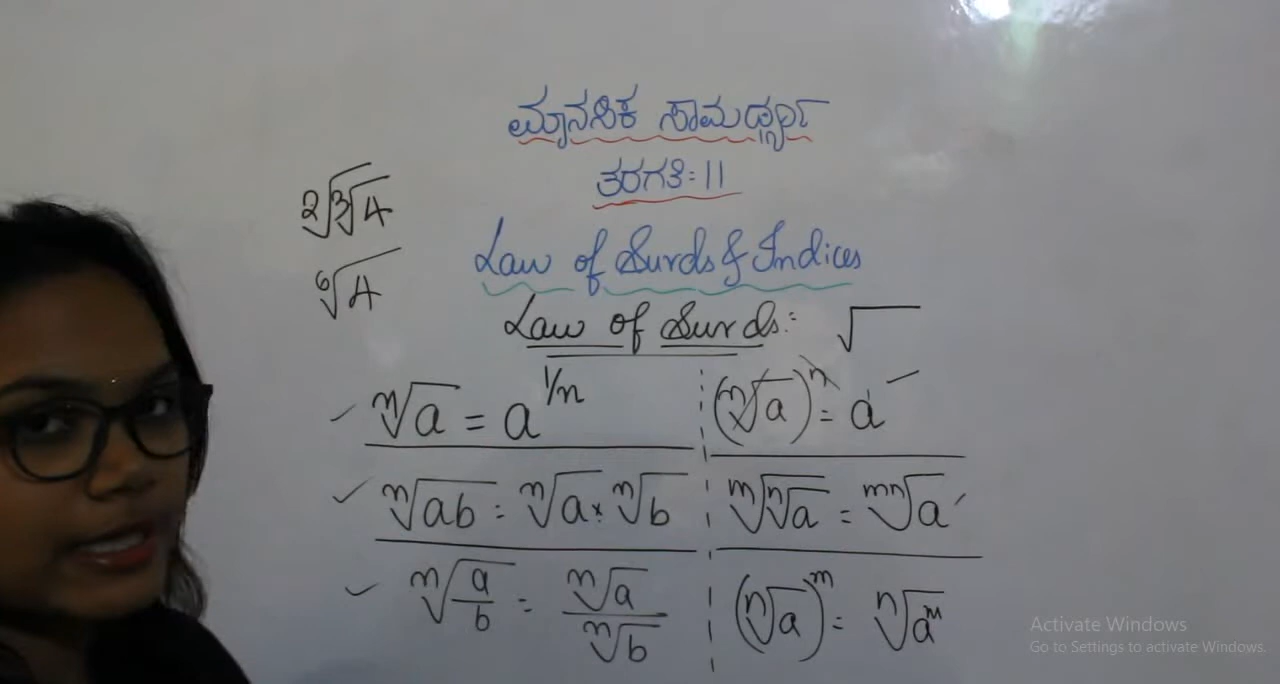 ಮಾನಸಿಕ ಸಾಮರ್ಥ್ಯ
ತರಗತಿ:11
²√³√4
Law of Surds & Indices
⁶√4
Law of Surds: √
ⁿ√a = a^1/n
(ⁿ√a)^n = a
ⁿ√ab = ⁿ√a × ⁿ√b
ᵐ√ⁿ√a = ᵐⁿ√a
ⁿ√a/b = ⁿ√a / ⁿ√b
(ⁿ√a)^m = ⁿ√a^m
Activate Windows
Go to Settings to activate Windows.